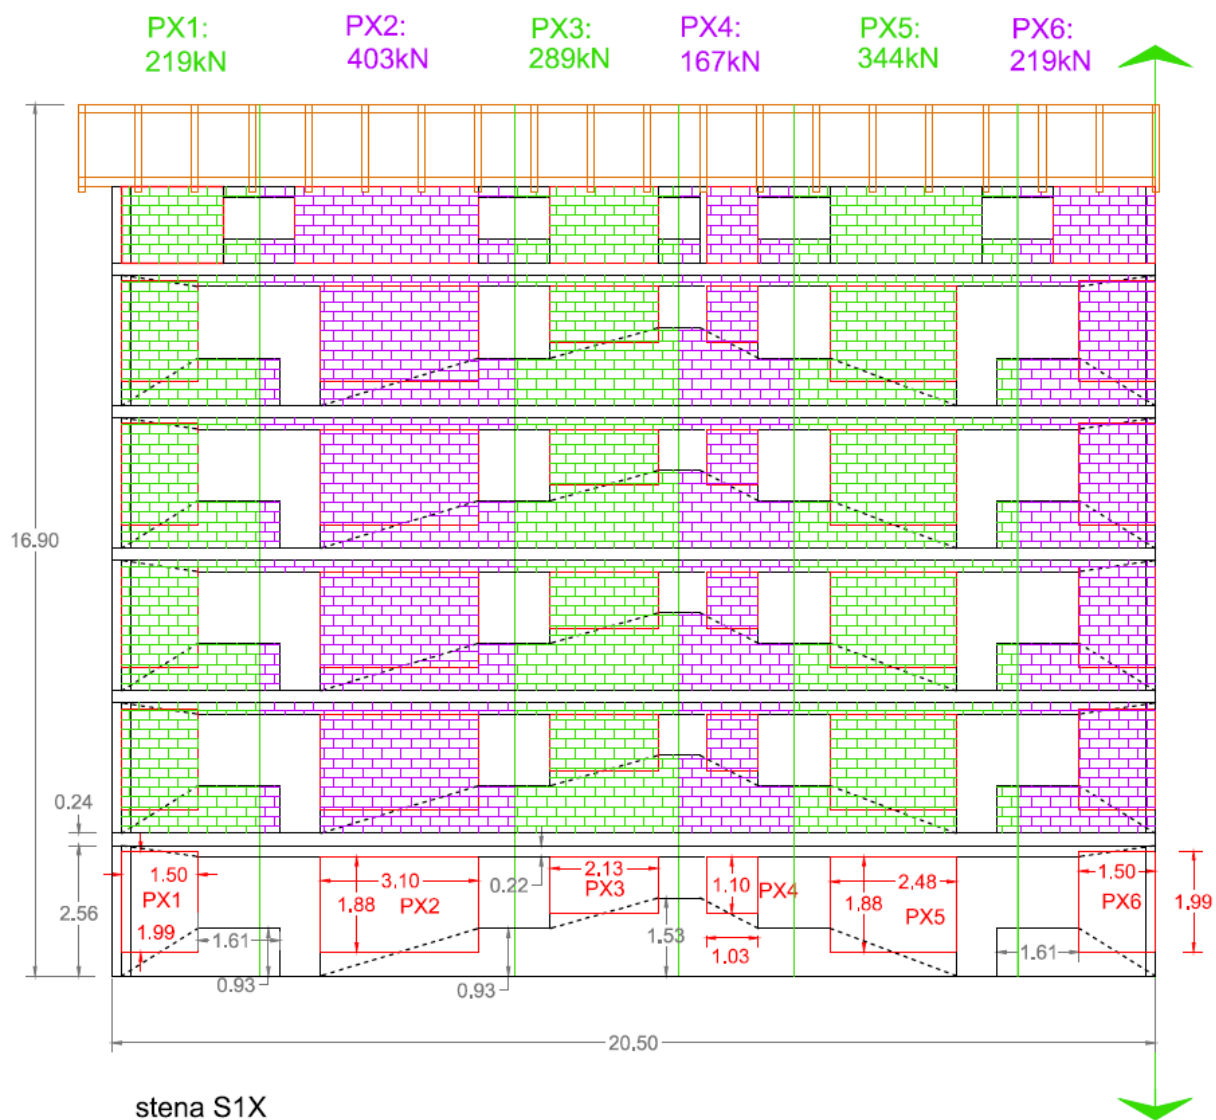 PX1:
219kN
PX2:
403kN
PX3:
289kN
PX4:
167kN
PX5:
344kN
PX6:
219kN
16.90
0.24
2.56
1.50
PX1
1.99
1.61
0.93
3.10
1.88
PX2
0.22
0.93
2.13
PX3
1.53
1.10
PX4
1.03
2.48
1.88
PX5
1.50
PX6
1.99
1.61
20.50
stena S1X